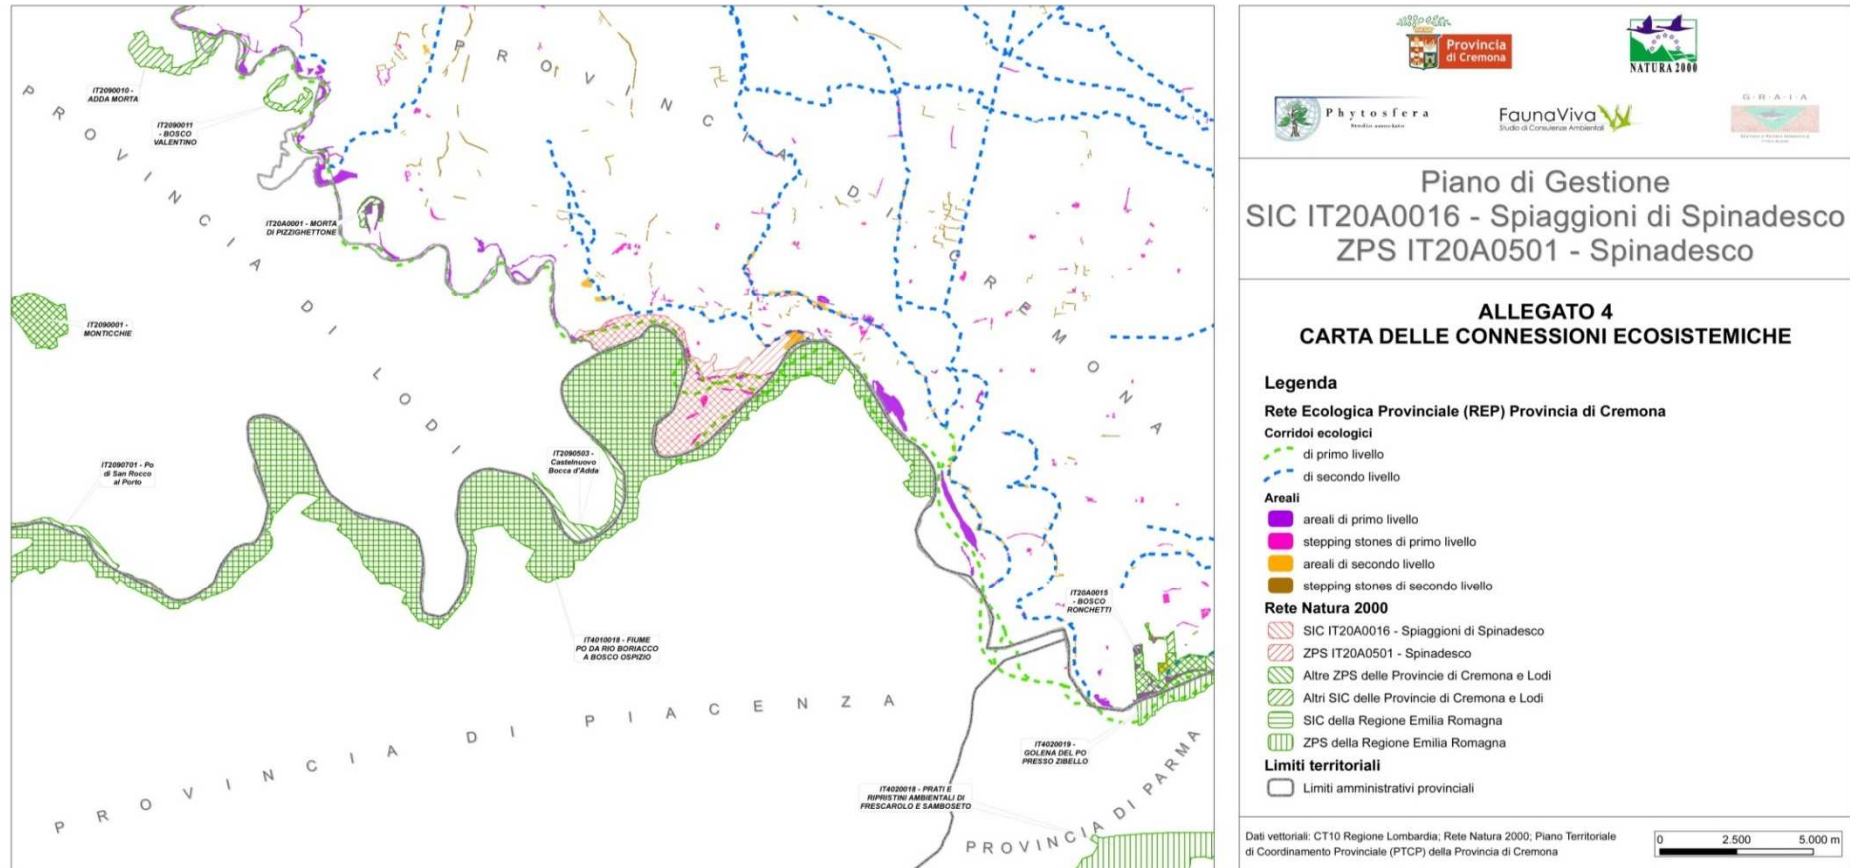 IT2090010 -
ADDA MORTA
IT2090011
- BOSCO
VALENTINO
IT20A0001 - MORTA
DI PIZZIGHETTONE
IT2090001 -
MONTICCHIE
IT2090701 - Po
di San Rocco
al Porto
IT2090503 -
Castelnuovo
Bocca d'Adda
IT4010018 - FIUME
PO DA RIO BORIACCO
A BOSCO OSPIZIO
IT20A0015
- BOSCO
RONCHETTI
IT4020019 -
GOLENA DEL PO
PRESSO ZIBELLO
IT4020018 - PRATI E
RIPRISTINI AMBIENTALI DI
FRESCAROLO E SAMBOSETO
PROVINCIA DI LODI
PROVINCIA DI CREMONA
PROVINCIA DI PIACENZA
PROVINCIA DI PARMA
Provincia
di Cremona
NATURA 2000
Phytosfera
Studio associato
FaunaViva
Studio di Consulenze Ambientali
G·R·A·I·A
Piano di Gestione
SIC IT20A0016 - Spiaggioni di Spinadesco
ZPS IT20A0501 - Spinadesco
ALLEGATO 4
CARTA DELLE CONNESSIONI ECOSISTEMICHE
Legenda
Rete Ecologica Provinciale (REP) Provincia di Cremona
Corridoi ecologici
di primo livello
di secondo livello
Areali
areali di primo livello
stepping stones di primo livello
areali di secondo livello
stepping stones di secondo livello
Rete Natura 2000
SIC IT20A0016 - Spiaggioni di Spinadesco
ZPS IT20A0501 - Spinadesco
Altre ZPS delle Provincie di Cremona e Lodi
Altri SIC delle Provincie di Cremona e Lodi
SIC della Regione Emilia Romagna
ZPS della Regione Emilia Romagna
Limiti territoriali
Limiti amministrativi provinciali
Dati vettoriali: CT10 Regione Lombardia; Rete Natura 2000; Piano Territoriale
di Coordinamento Provinciale (PTCP) della Provincia di Cremona
0 2.500 5.000 m